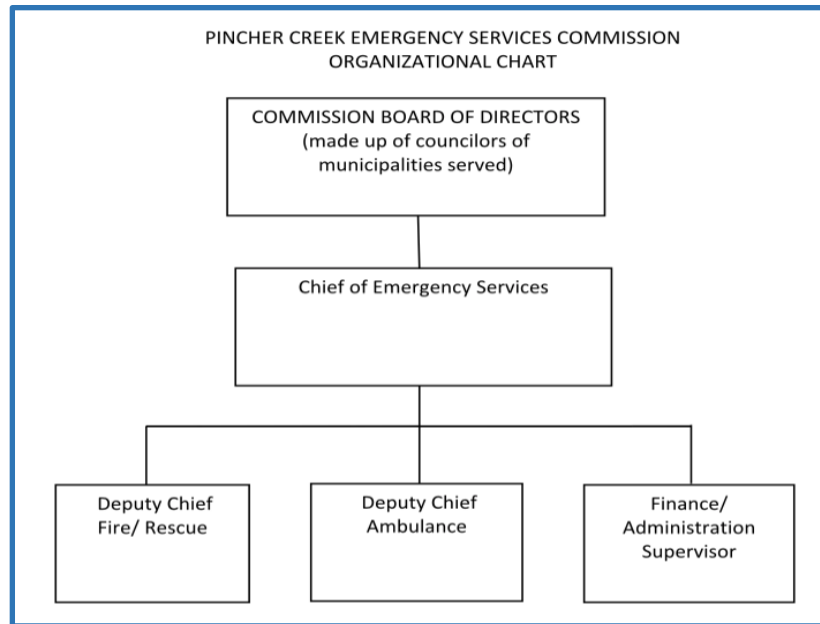 PINCHER CREEK EMERGENCY SERVICES COMMISSION
ORGANIZATIONAL CHART
COMMISSION BOARD OF DIRECTORS
(made up of councilors of
municipalities served)
Chief of Emergency Services
Deputy Chief
Fire/ Rescue
Deputy Chief
Ambulance
Finance/
Administration
Supervisor